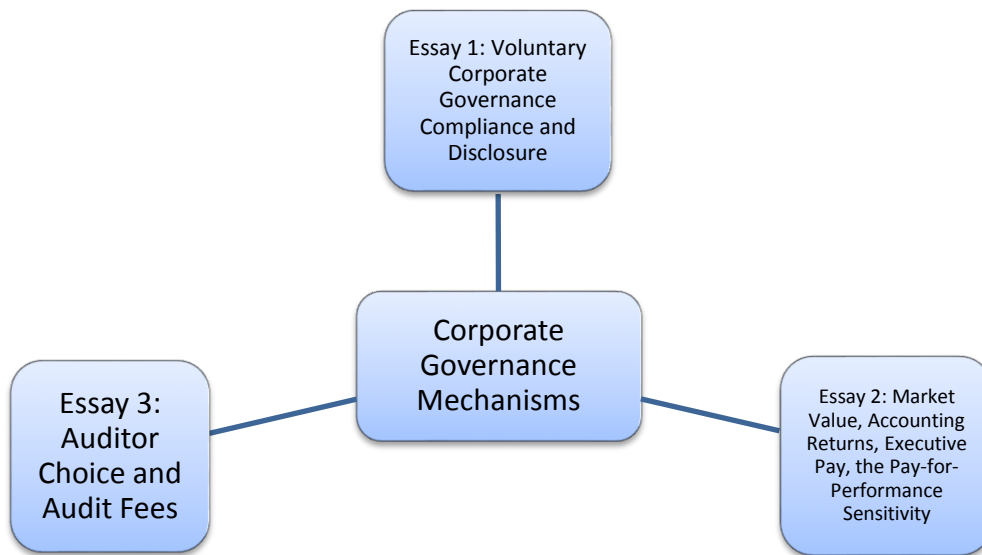 Essay 1: Voluntary
Corporate
Governance
Compliance and
Disclosure
Corporate
Governance
Mechanisms
Essay 3:
Auditor
Choice and
Audit Fees
Essay 2: Market
Value, Accounting
Returns, Executive
Pay, the Pay-for-
Performance
Sensitivity